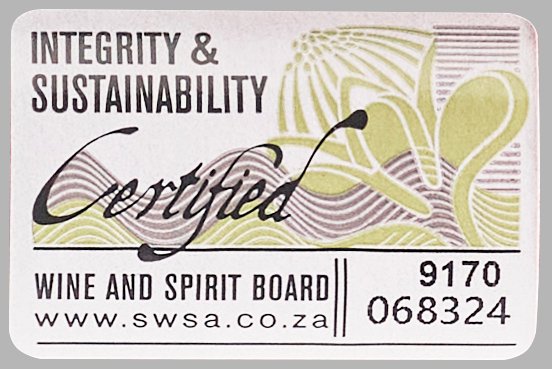 INTEGRITY &
SUSTAINABILITY
Certified
WINE AND SPIRIT BOARD
www.swsa.co.za
9170
068324